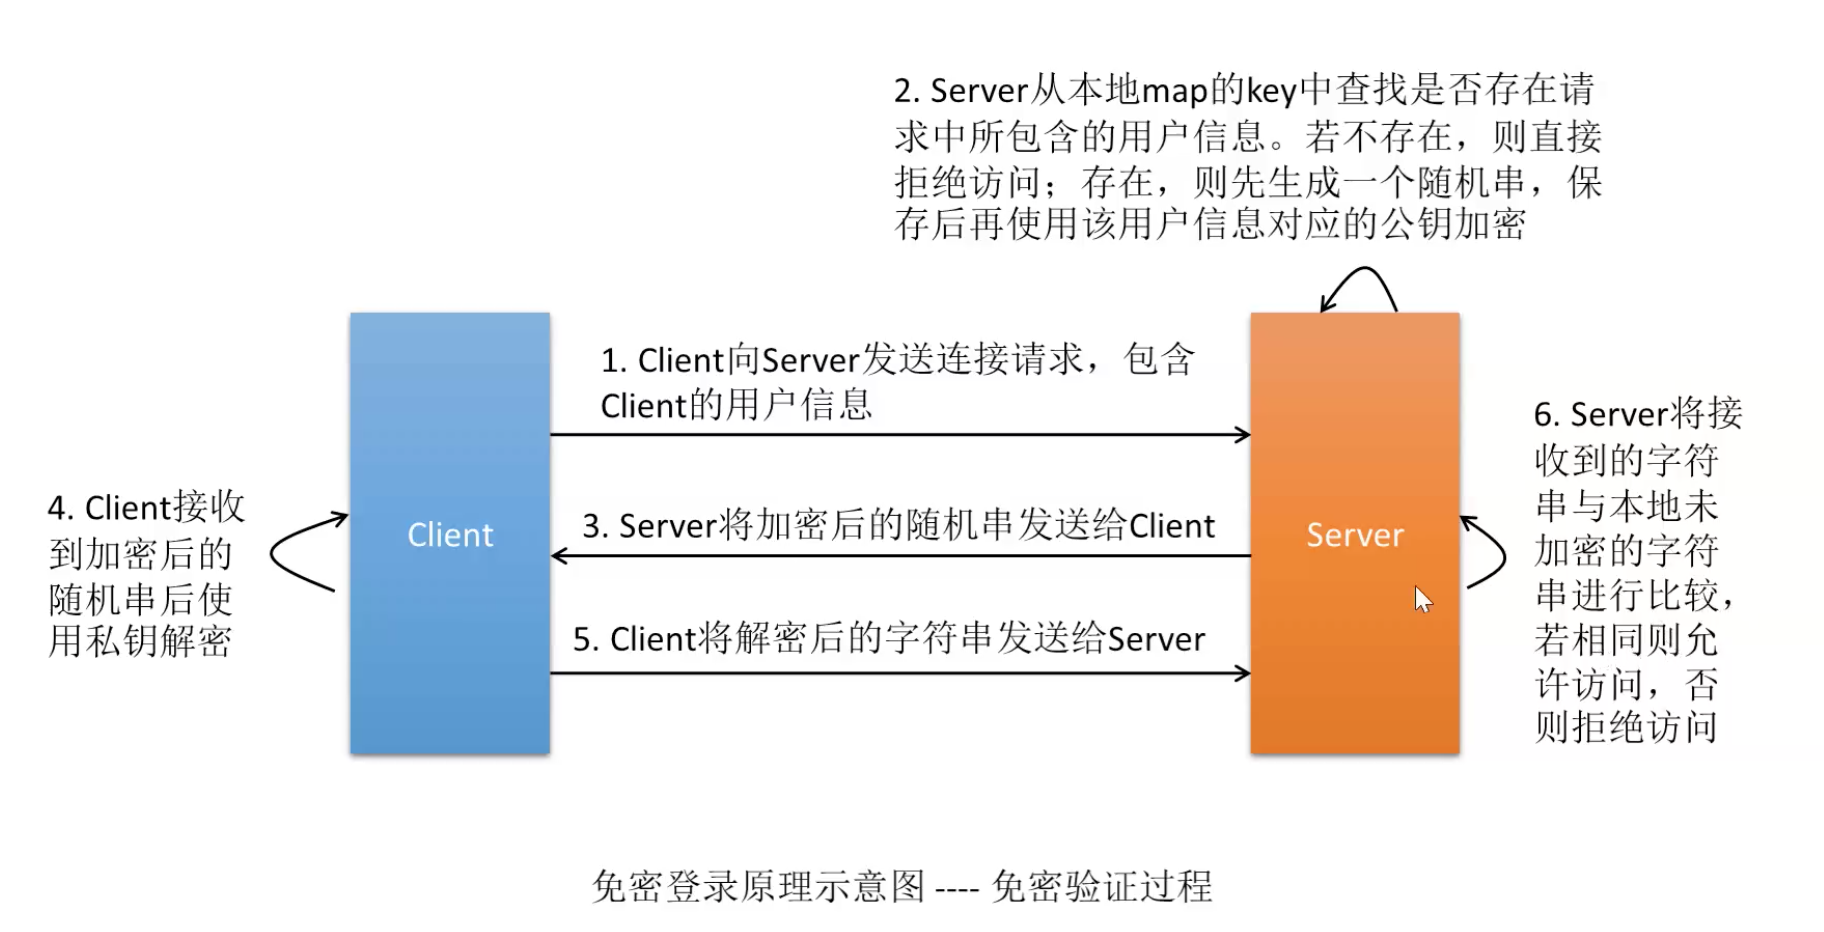 2. Server从本地map的key中查找是否存在请
求中所包含的用户信息。若不存在，则直接
拒绝访问；存在，则先生成一个随机串，保
存后再使用该用户信息对应的公钥加密
1. Client向Server发送连接请求，包含
Client的用户信息
6. Server将接
收到的字符
串与本地未
加密的字符
串进行比较，
若相同则允
许访问，否
则拒绝访问
4. Client接收
到加密后的
随机串后使
用私钥解密
Client
3. Server将加密后的随机串发送给Client
Server
5. Client将解密后的字符串发送给Server
免密登录原理示意图 ---- 免密验证过程